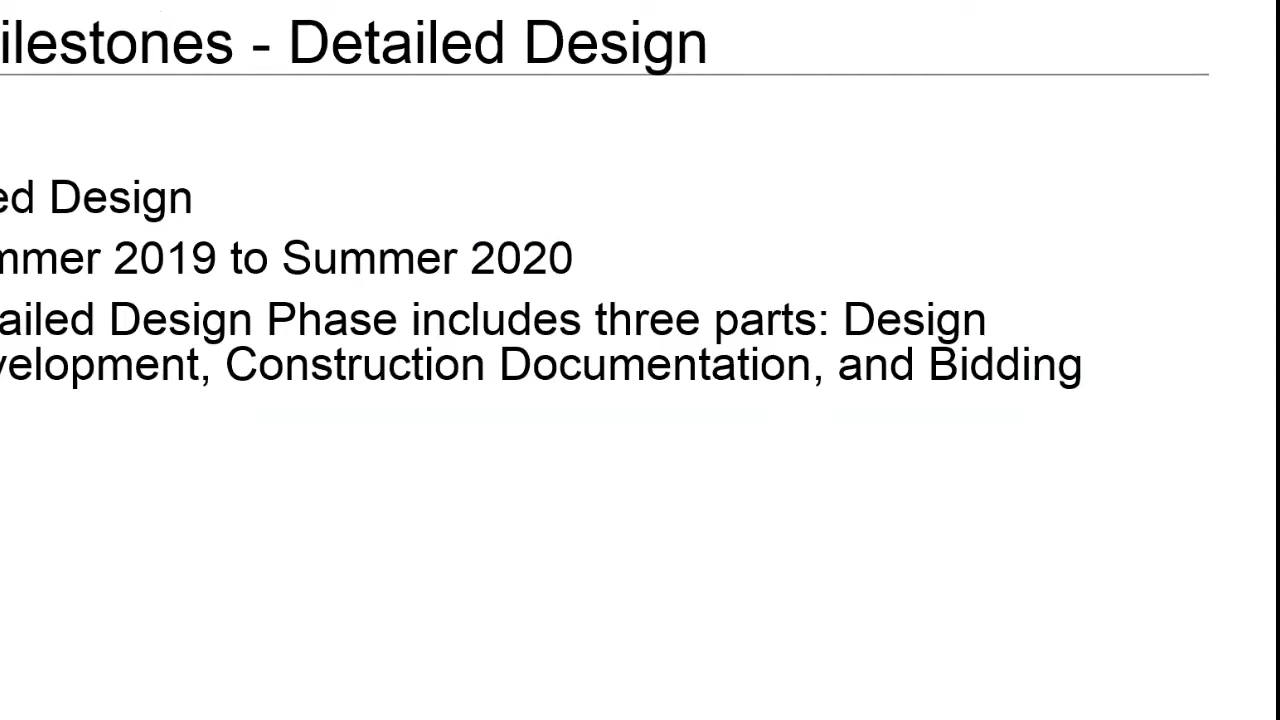 ilestones - Detailed Design
ed Design
mmer 2019 to Summer 2020
ailed Design Phase includes three parts: Design
velopment, Construction Documentation, and Bidding